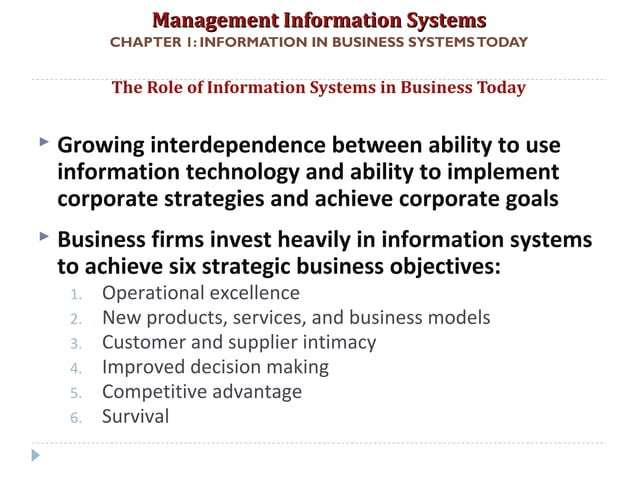 Management Information Systems
CHAPTER 1: INFORMATION IN BUSINESS SYSTEMS TODAY
The Role of Information Systems in Business Today
Growing interdependence between ability to use
information technology and ability to implement
corporate strategies and achieve corporate goals
Business firms invest heavily in information systems
to achieve six strategic business objectives:
1. Operational excellence
2. New products, services, and business models
3. Customer and supplier intimacy
4. Improved decision making
5. Competitive advantage
6. Survival